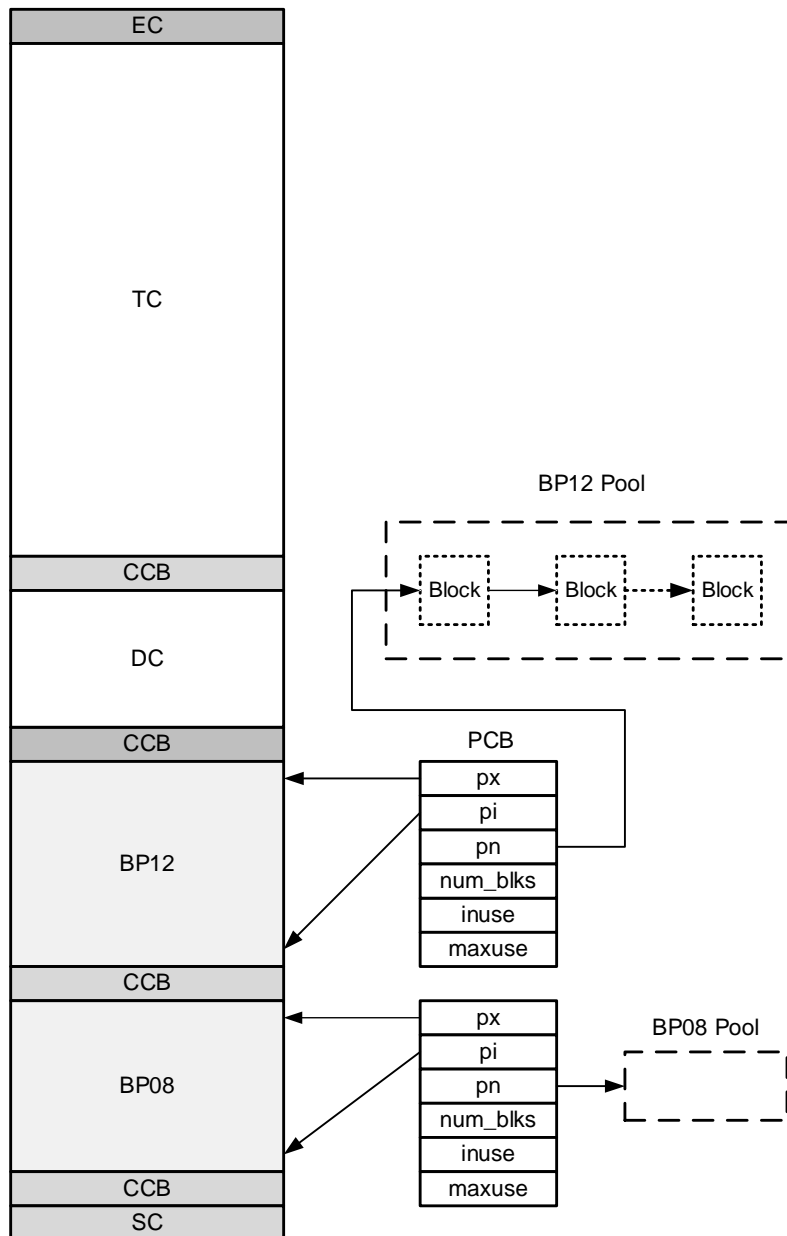 EC
TC
CCB
DC
CCB
BP12
CCB
BP08
CCB
SC
BP12 Pool
Block Block Block
PCB
px
pi
pn
num_blks
inuse
maxuse
px
pi
pn
num_blks
inuse
maxuse
BP08 Pool